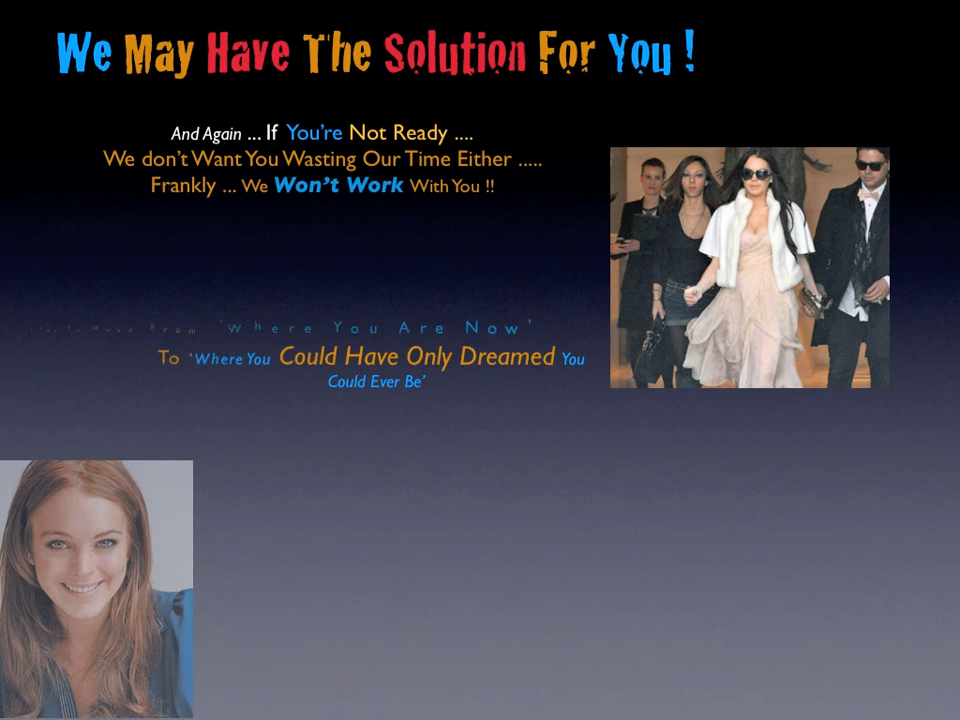 We May Have The Solution For You !
And Again ... If You're Not Ready ....
We don't Want You Wasting Our Time Either .....
Frankly ... We Won't Work With You !!
Move From 'Where You Are Now'
To 'Where You Could Have Only Dreamed You
Could Ever Be'